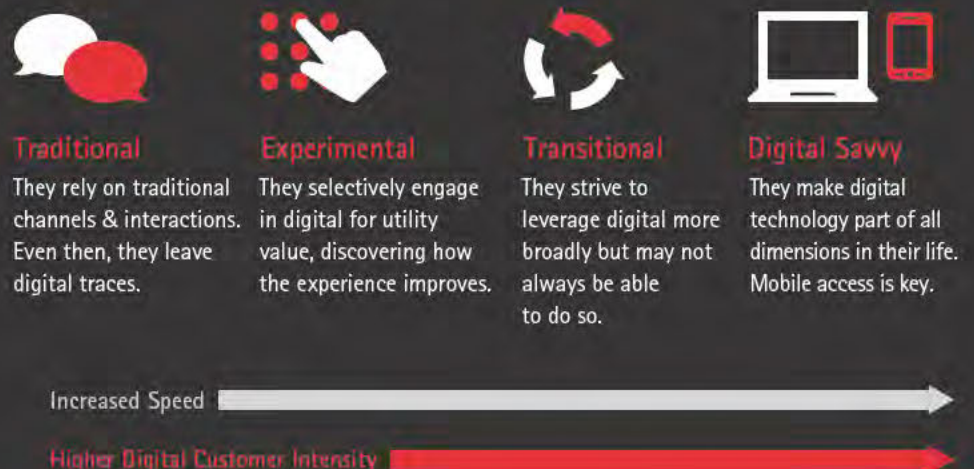 Traditional
They rely on traditional
channels & interactions.
Even then, they leave
digital traces.
Experimental
They selectively engage
in digital for utility
value, discovering how
the experience improves.
Transitional
They strive to
leverage digital more
broadly but may not
always be able
to do so.
Digital Savvy
They make digital
technology part of all
dimensions in their life.
Mobile access is key.
Increased Speed
Higher Digital Customer Intensity